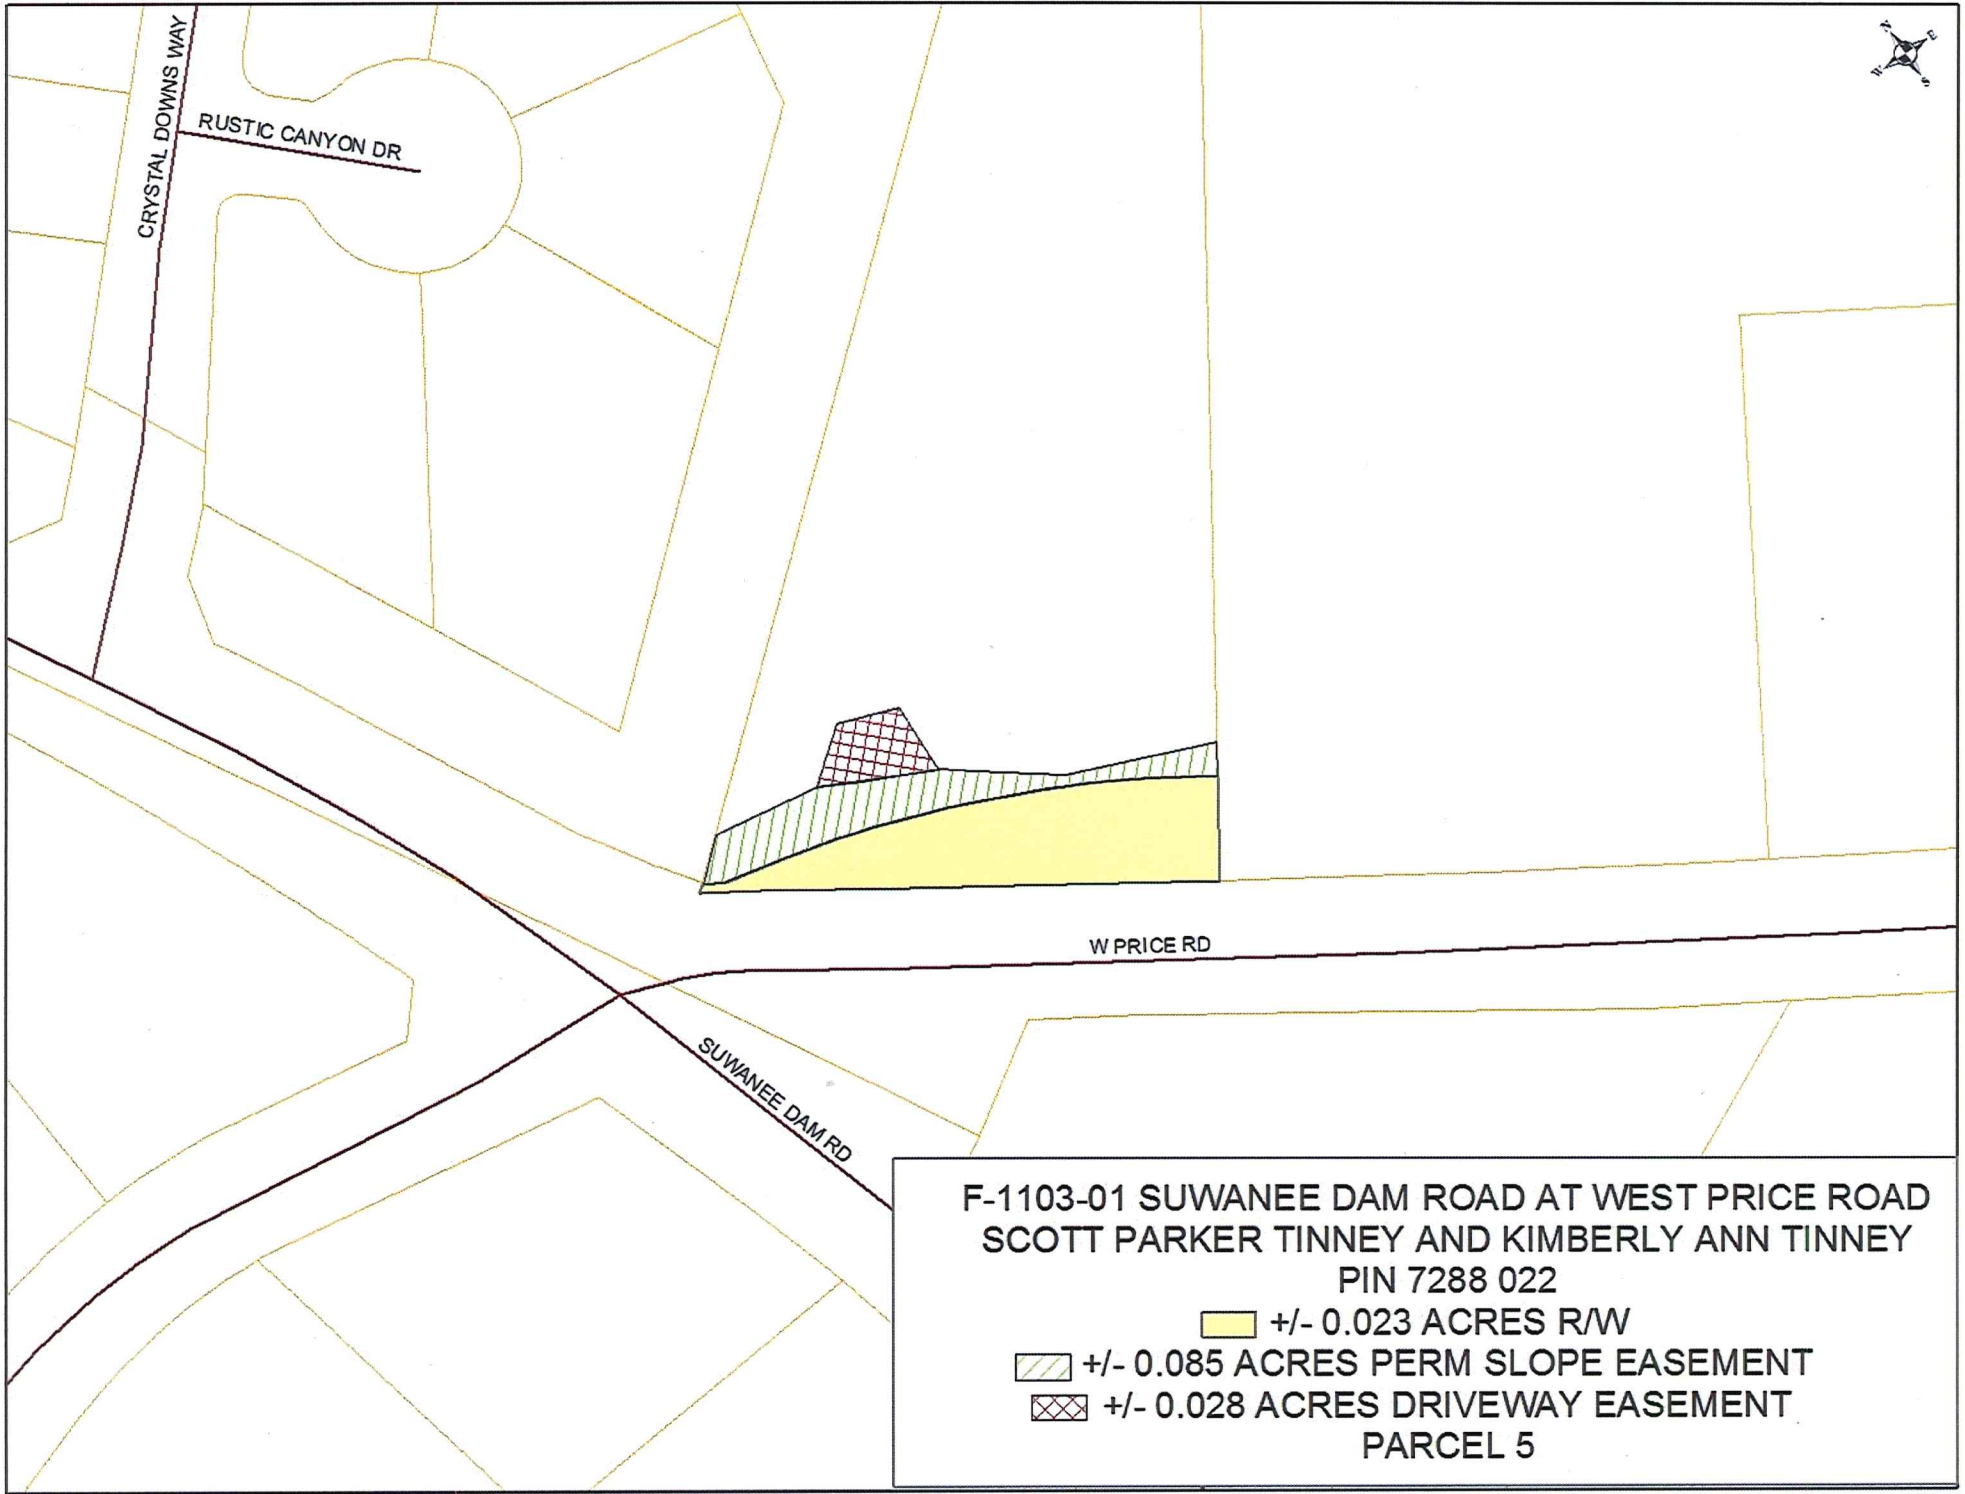 CRYSTAL DOWNS WAY
RUSTIC CANYON DR
N
E
W
S
W PRICE RD
SUWANEE DAM RD
F-1103-01 SUWANEE DAM ROAD AT WEST PRICE ROAD
SCOTT PARKER TINNEY AND KIMBERLY ANN TINNEY
PIN 7288 022
+/- 0.023 ACRES R/W
+/- 0.085 ACRES PERM SLOPE EASEMENT
+/- 0.028 ACRES DRIVEWAY EASEMENT
PARCEL 5